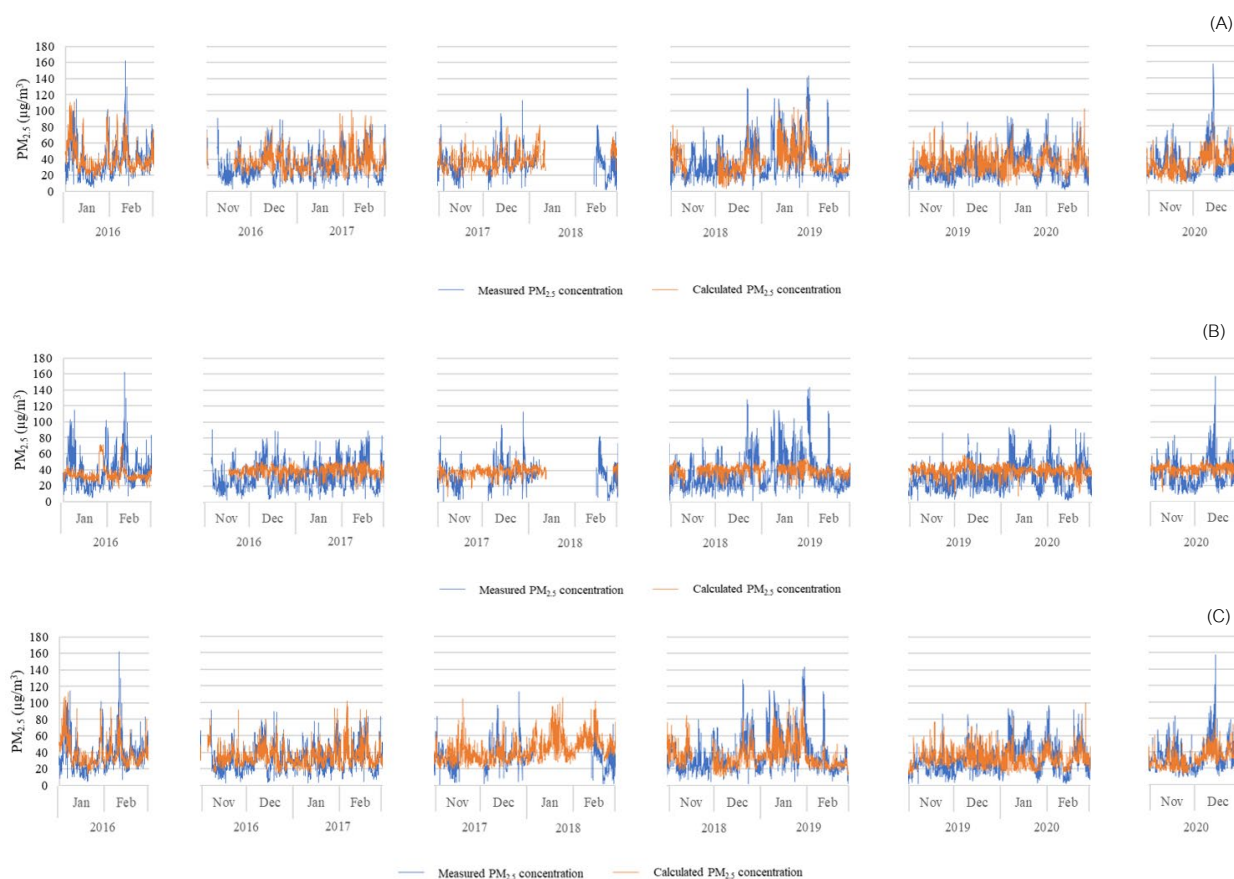 (A)
180
160
140
120
100
80
60
40
20
0
PM2.5 (µg/m³)
Jan Feb Nov Dec Jan Feb Nov Dec Jan Feb Nov Dec Jan Feb Nov Dec Jan Feb Nov Dec
2016 2016 2017 2017 2018 2018 2019 2019 2020 2020
Measured PM2.5 concentration Calculated PM2.5 concentration
(B)
180
160
140
120
100
80
60
40
20
0
PM2.5 (µg/m³)
Jan Feb Nov Dec Jan Feb Nov Dec Jan Feb Nov Dec Jan Feb Nov Dec Jan Feb Nov Dec
2016 2016 2017 2017 2018 2018 2019 2019 2020 2020
Measured PM2.5 concentration Calculated PM2.5 concentration
(C)
180
160
140
120
100
80
60
40
20
0
PM2.5 (µg/m³)
Jan Feb Nov Dec Jan Feb Nov Dec Jan Feb Nov Dec Jan Feb Nov Dec Jan Feb Nov Dec
2016 2016 2017 2017 2018 2018 2019 2019 2020 2020
Measured PM2.5 concentration Calculated PM2.5 concentration